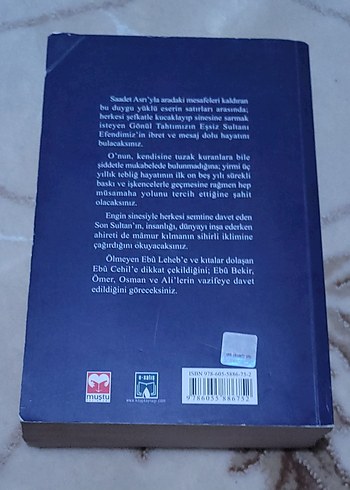 Saadet Asrı'yla aradaki mesafeleri kaldıran
bu duygu yüklü eserin satırları arasında;
herkesi şefkatle kucaklayıp sinesine sarmak
isteyen Gönül Tahtımızın Eşsiz Sultanı
Efendimiz'in ibret ve mesaj dolu hayatını
bulacaksınız.
O'nun, kendisine tuzak kuranlara bile
şiddetle mukabelede bulunmadığına; yirmi üç
yıllık tebliğ hayatının ilk on beş yılı sürekli
baskı ve işkencelerle geçmesine rağmen hep
müsamaha yolunu tercih ettiğine şahit
olacaksınız.
Engin sinesiyle herkesi semtine davet eden
Son Sultan'ın, insanlığı, dünyayı inşa ederken
ahireti de mâmur kılmanın sihirli iklimine
çağırdığını okuyacaksınız.
Ölmeyen Ebû Leheb'e ve kıtalar dolaşan
Ebû Cehil'e dikkat çekildiğini; Ebû Bekir,
Ömer, Osman ve Ali'lerin vazifeye davet
edildiğini göreceksiniz.
ISBN 978-605-5886-75-2
muştu
9 786055 886752